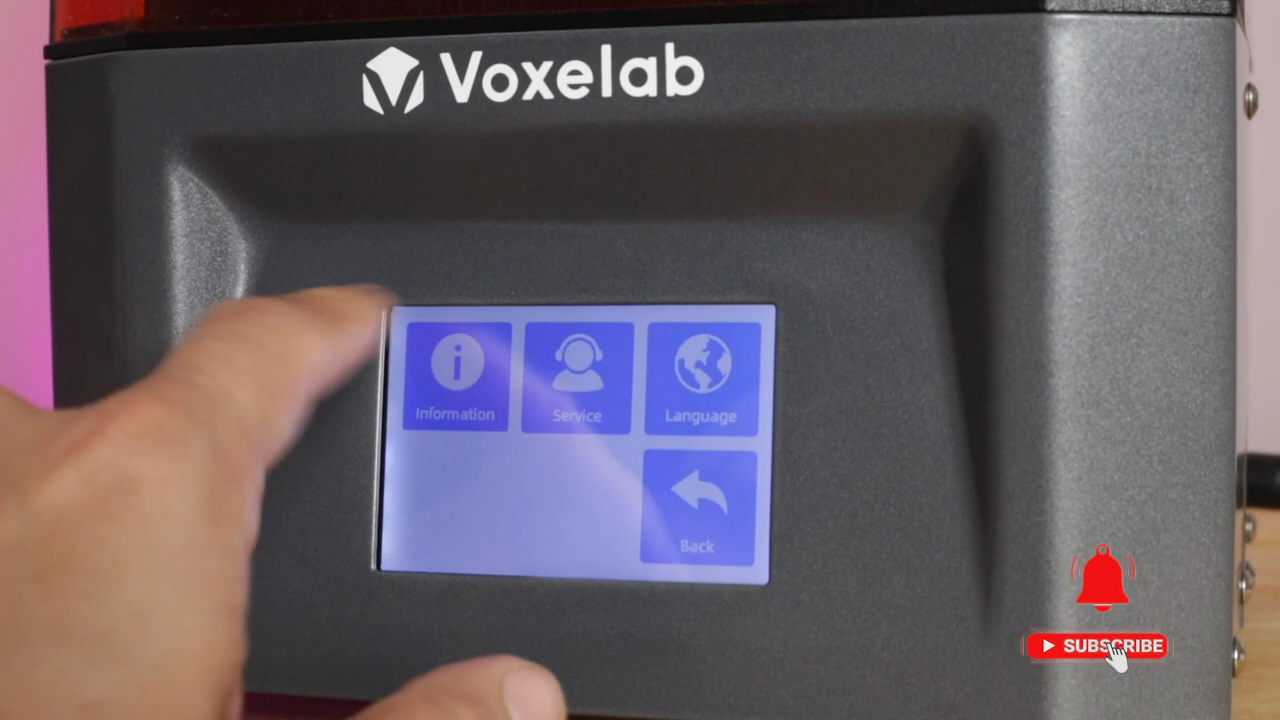 Voxelab
Information
Service
Language
Back
SUBSCRIBE